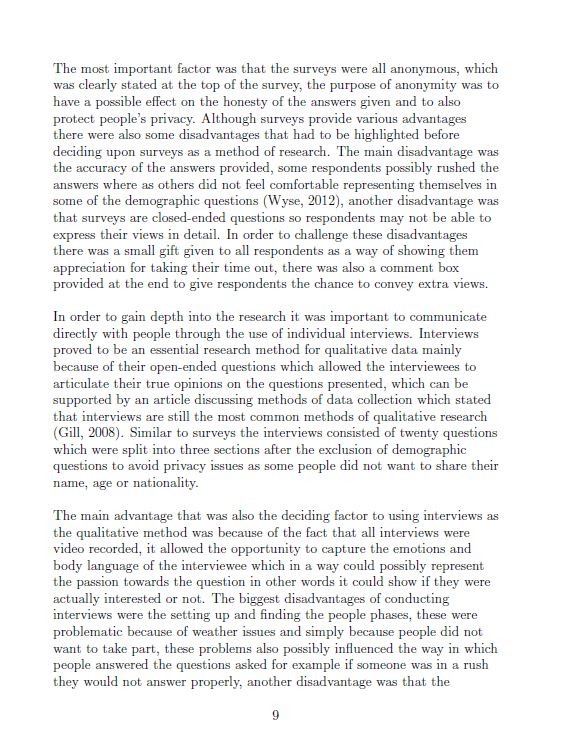 The most important factor was that the surveys were all anonymous, which
was clearly stated at the top of the survey, the purpose of anonymity was to
have a possible effect on the honesty of the answers given and to also
protect people's privacy. Although surveys provide various advantages
there were also some disadvantages that had to be highlighted before
deciding upon surveys as a method of research. The main disadvantage was
the accuracy of the answers provided, some respondents possibly rushed the
answers where as others did not feel comfortable representing themselves in
some of the demographic questions (Wyse, 2012), another disadvantage was
that surveys are closed-ended questions so respondents may not be able to
express their views in detail. In order to challenge these disadvantages
there was a small gift given to all respondents as a way of showing them
appreciation for taking their time out, there was also a comment box
provided at the end to give respondents the chance to convey extra views.
In order to gain depth into the research it was important to communicate
directly with people through the use of individual interviews. Interviews
proved to be an essential research method for qualitative data mainly
because of their open-ended questions which allowed the interviewees to
articulate their true opinions on the questions presented, which can be
supported by an article discussing methods of data collection which stated
that interviews are still the most common methods of qualitative research
(Gill, 2008). Similar to surveys the interviews consisted of twenty questions
which were split into three sections after the exclusion of demographic
questions to avoid privacy issues as some people did not want to share their
name, age or nationality.
The main advantage that was also the deciding factor to using interviews as
the qualitative method was because of the fact that all interviews were
video recorded, it allowed the opportunity to capture the emotions and
body language of the interviewee which in a way could possibly represent
the passion towards the question in other words it could show if they were
actually interested or not. The biggest disadvantages of conducting
interviews were the setting up and finding the people phases, these were
problematic because of weather issues and simply because people did not
want to take part, these problems also possibly influenced the way in which
people answered the questions asked for example if someone was in a rush
they would not answer properly, another disadvantage was that the
9